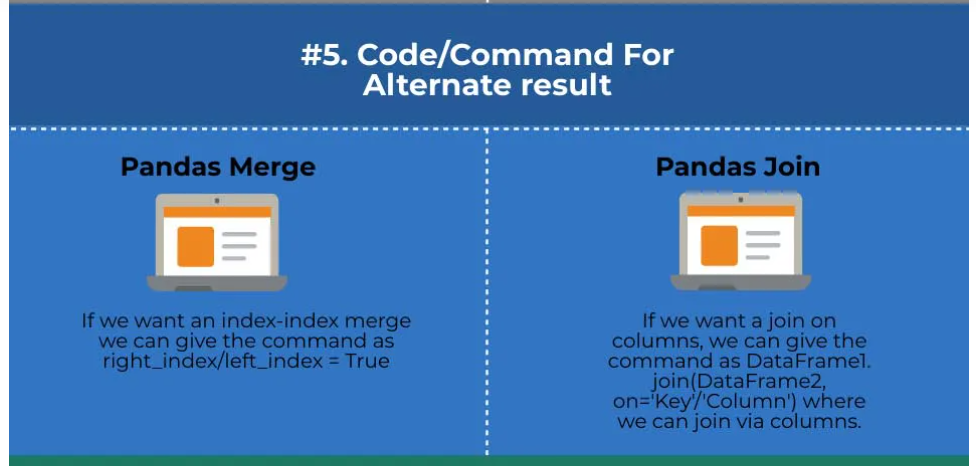 #5. Code/Command For
Alternate result
Pandas Merge
If we want an index-index merge
we can give the command as
right_index/left_index = True
Pandas Join
If we want a join on
columns, we can give the
command as DataFrame1.
join(DataFrame2,
on='Key'/'Column') where
we can join via columns.